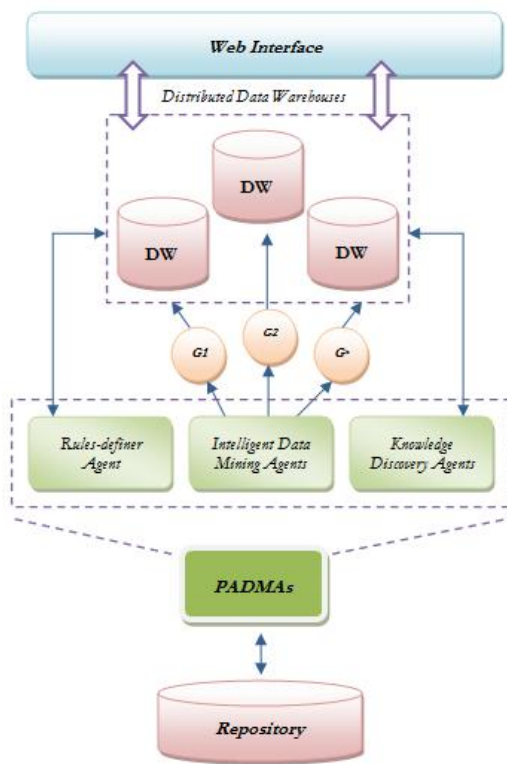 Web Interface
Distributed Data Warehouses
DW
DW
DW
G1
G2
Gⁿ
Rules-definer
Agent
Intelligent Data
Mining Agents
Knowledge
Discovery Agents
PADMAs
Repository